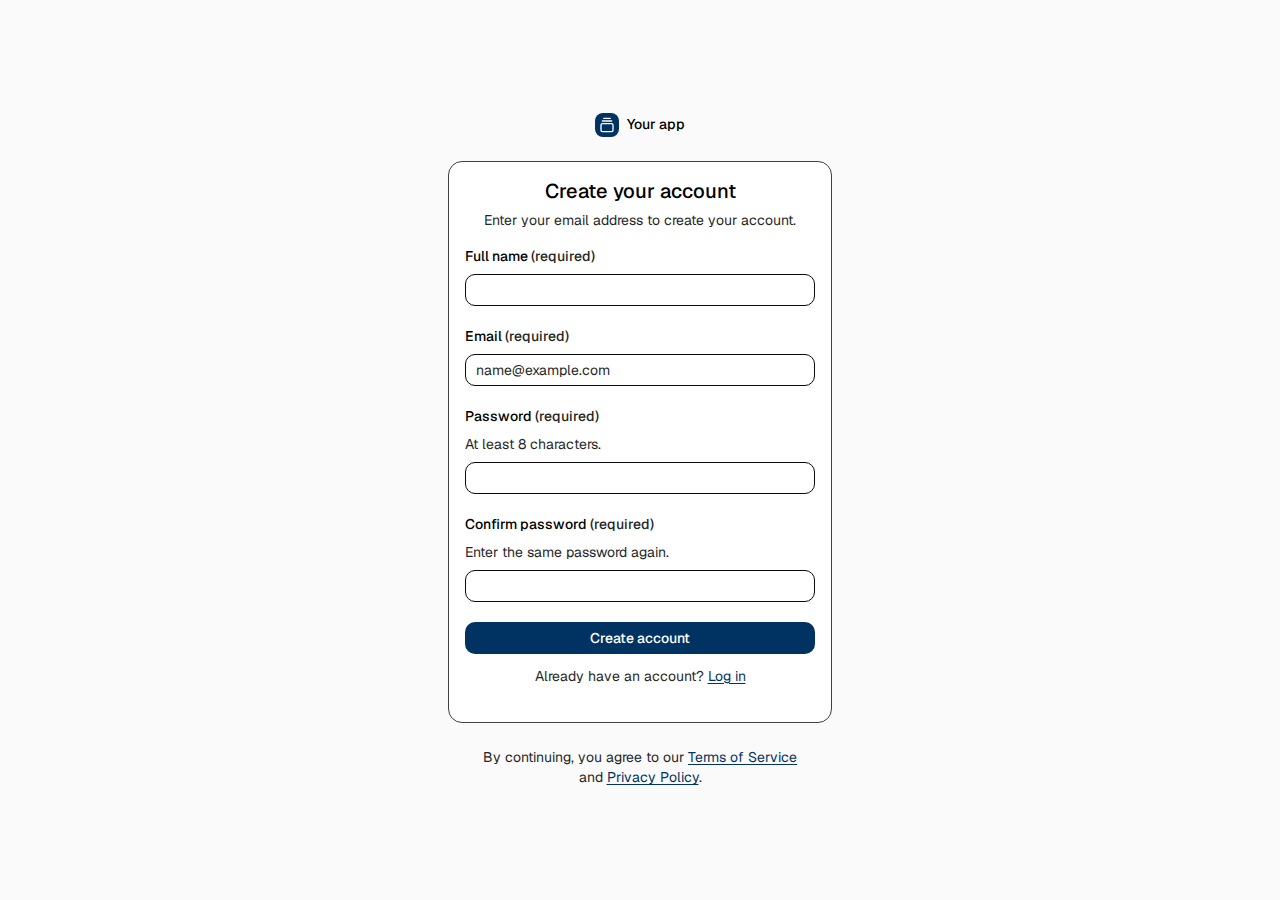 Your app
Create your account
Enter your email address to create your account.
Full name (required)
Email (required)
name@example.com
Password (required)
At least 8 characters.
Confirm password (required)
Enter the same password again.
Create account
Already have an account? Log in
By continuing, you agree to our Terms of Service
and Privacy Policy.